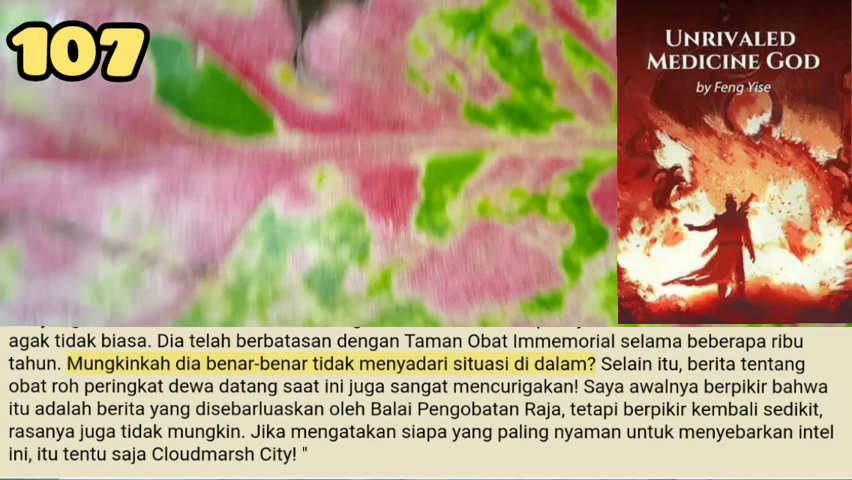 107
UNRIVALED
MEDICINE GOD
by Feng Yise
agak tidak biasa. Dia telah berbatasan dengan Taman Obat Immemorial selama beberapa ribu
tahun. Mungkinkah dia benar-benar tidak menyadari situasi di dalam? Selain itu, berita tentang
obat roh peringkat dewa datang saat ini juga sangat mencurigakan! Saya awalnya berpikir bahwa
itu adalah berita yang disebarluaskan oleh Balai Pengobatan Raja, tetapi berpikir kembali sedikit,
rasanya juga tidak mungkin. Jika mengatakan siapa yang paling nyaman untuk menyebarkan intel
ini, itu tentu saja Cloudmarsh City! "